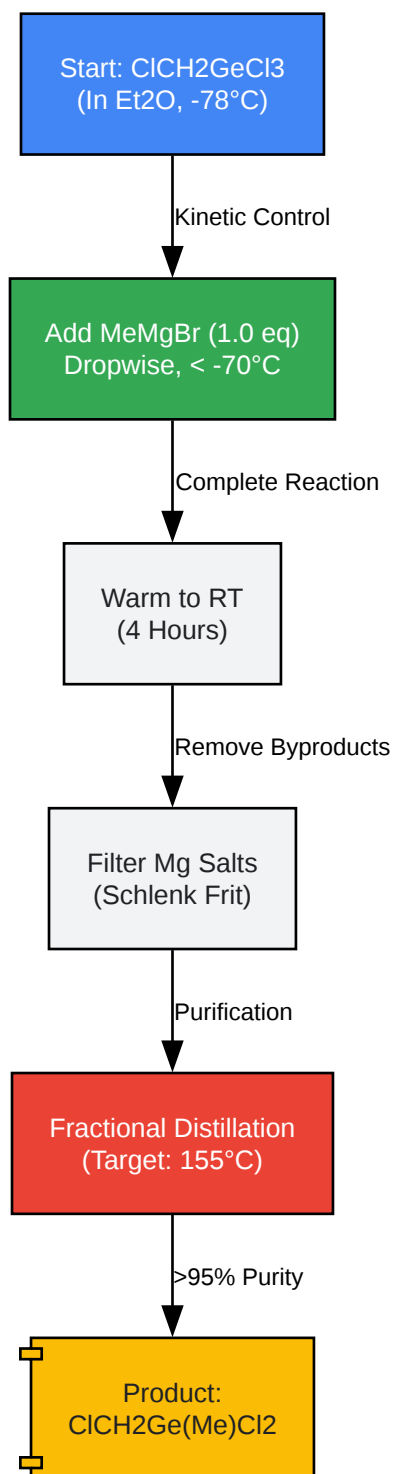 Start: ClCH2GeCl3
(In Et2O, -78°C)
Kinetic Control
Add MeMgBr (1.0 eq)
Dropwise, < -70°C
Complete Reaction
Warm to RT
(4 Hours)
Remove Byproducts
Filter Mg Salts
(Schlenk Frit)
Purification
Fractional Distillation
(Target: 155°C)
>95% Purity
Product:
ClCH2Ge(Me)Cl2